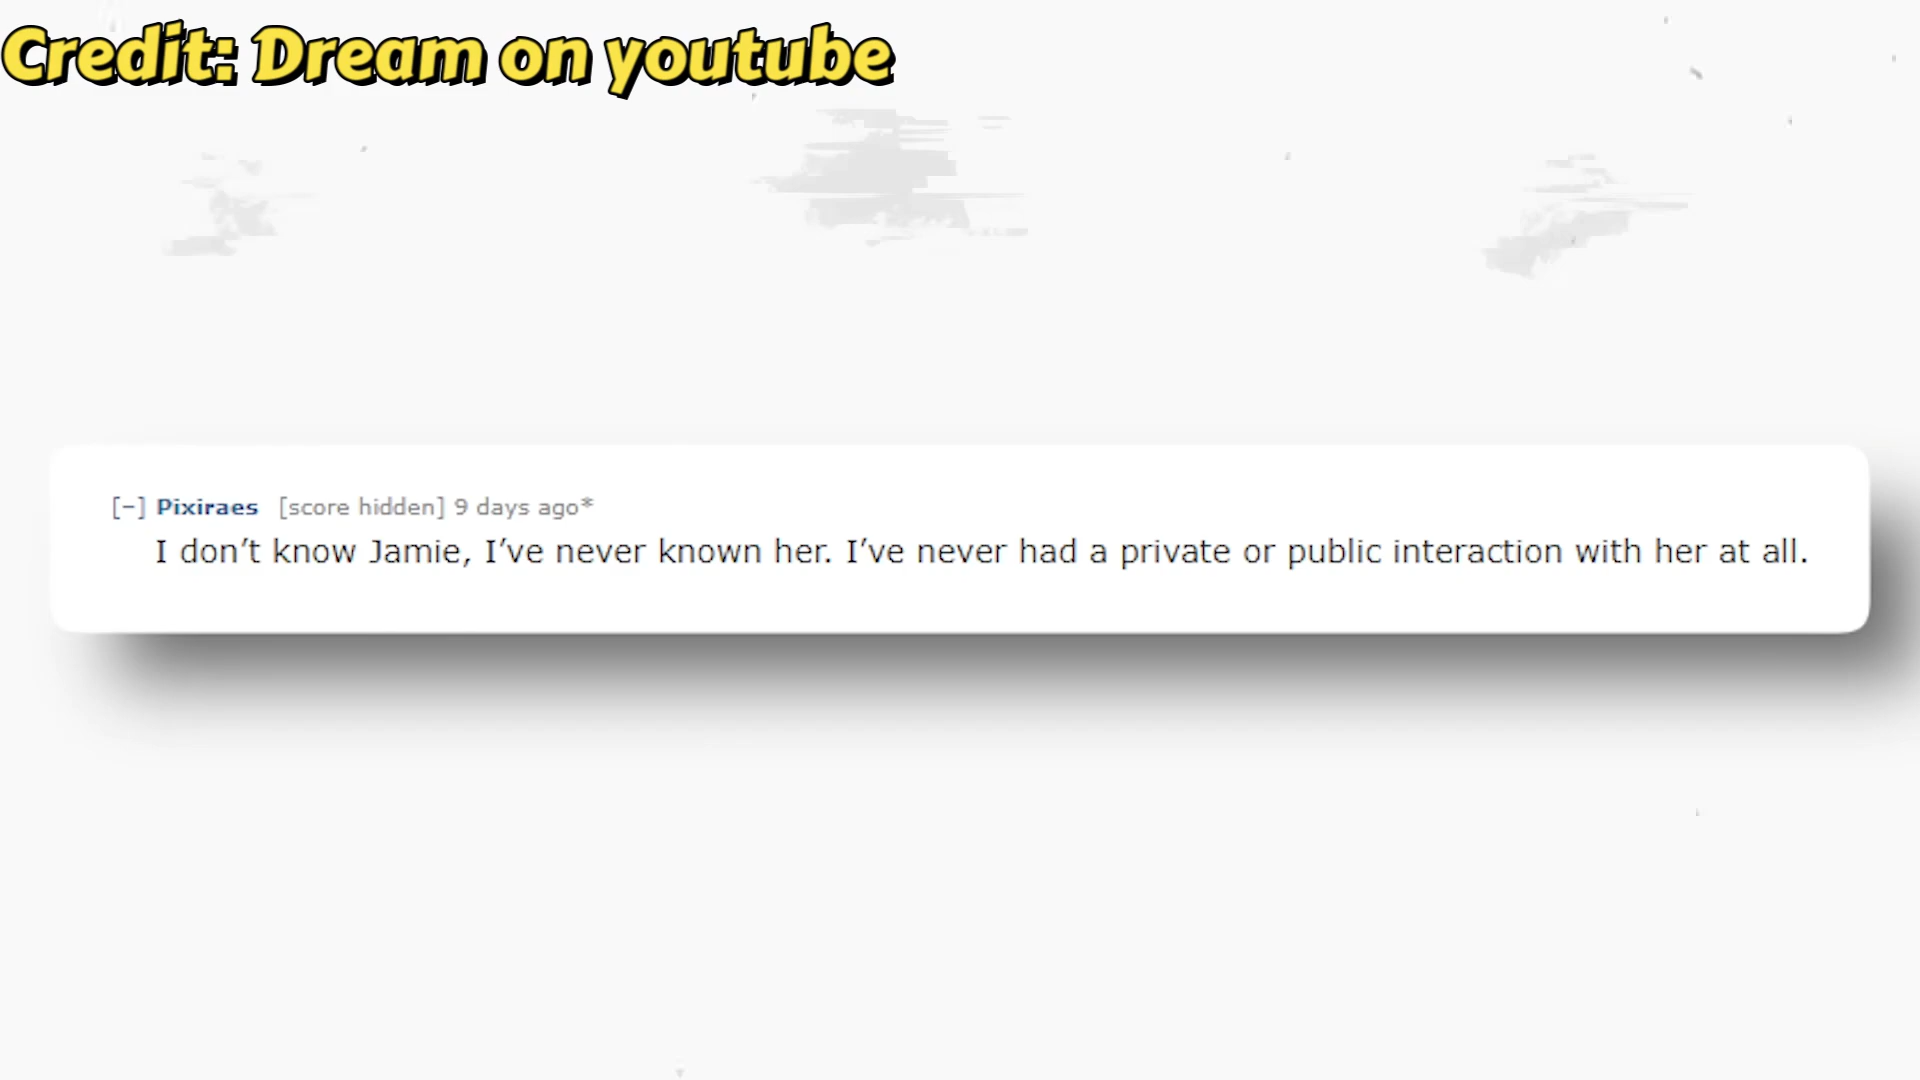 Credit: Dream on youtube
[−] Pixiraes [score hidden] 9 days ago*
I don’t know Jamie, I’ve never known her. I’ve never had a private or public interaction with her at all.